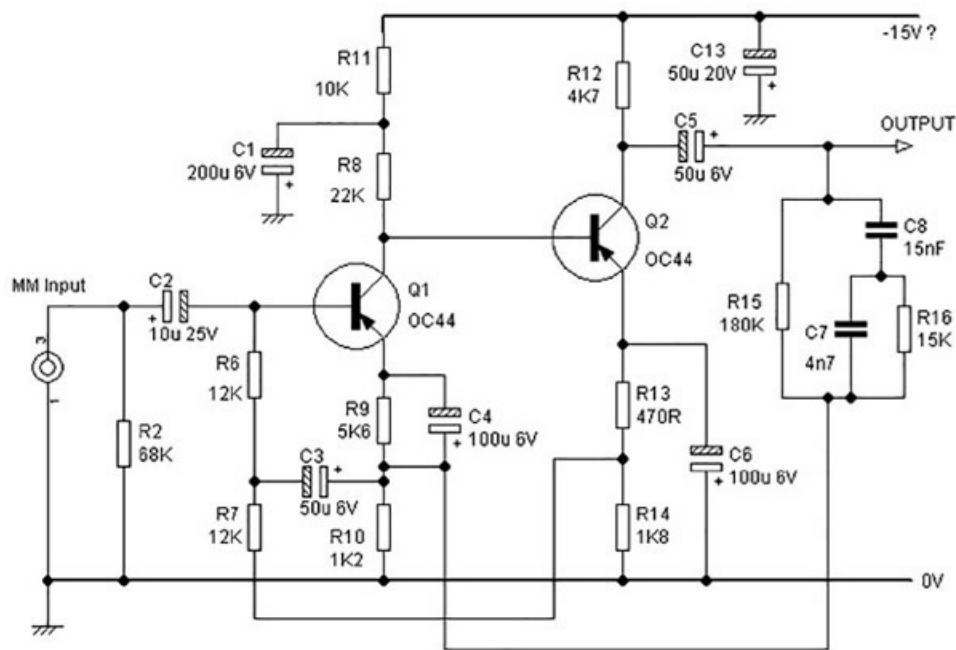 -15V ?
R11
10K
R12
4K7
C13
50u 20V
+
C5
+
50u 6V
OUTPUT
C1
200u 6V
+
R8
22K
Q2
OC44
C8
15nF
MM Input
C2
+
10u 25V
Q1
OC44
R15
180K
C7
4n7
R16
15K
3
1
R6
12K
R9
5K6
C4
100u 6V
+
R13
470R
R2
68K
C3
+
50u 6V
C6
100u 6V
+
R7
12K
R10
1K2
R14
1K8
0V